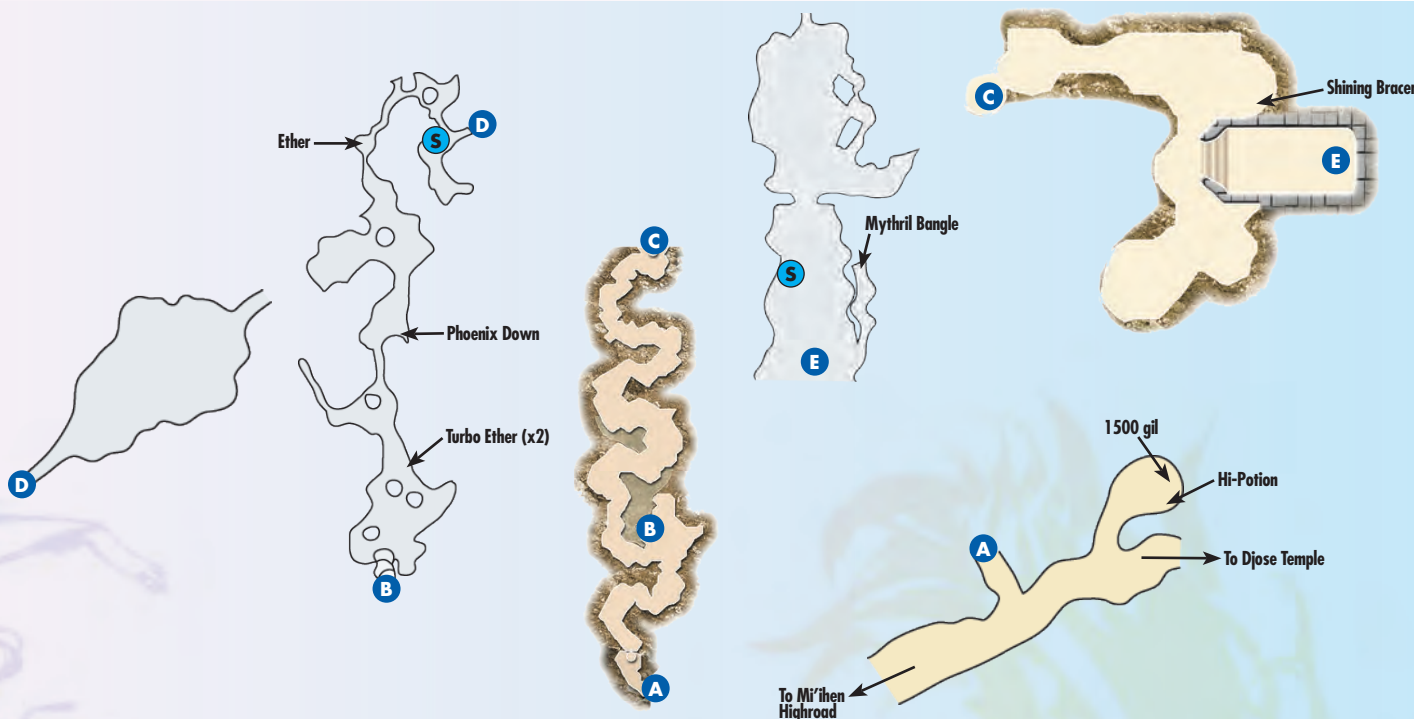 Ether
S
D
Phoenix Down
Turbo Ether (x2)
B
D
C
B
A
Mythril Bangle
S
E
C
Shining Bracer
E
1500 gil
Hi-Potion
A
To Djose Temple
To Mi'ihen
Highroad